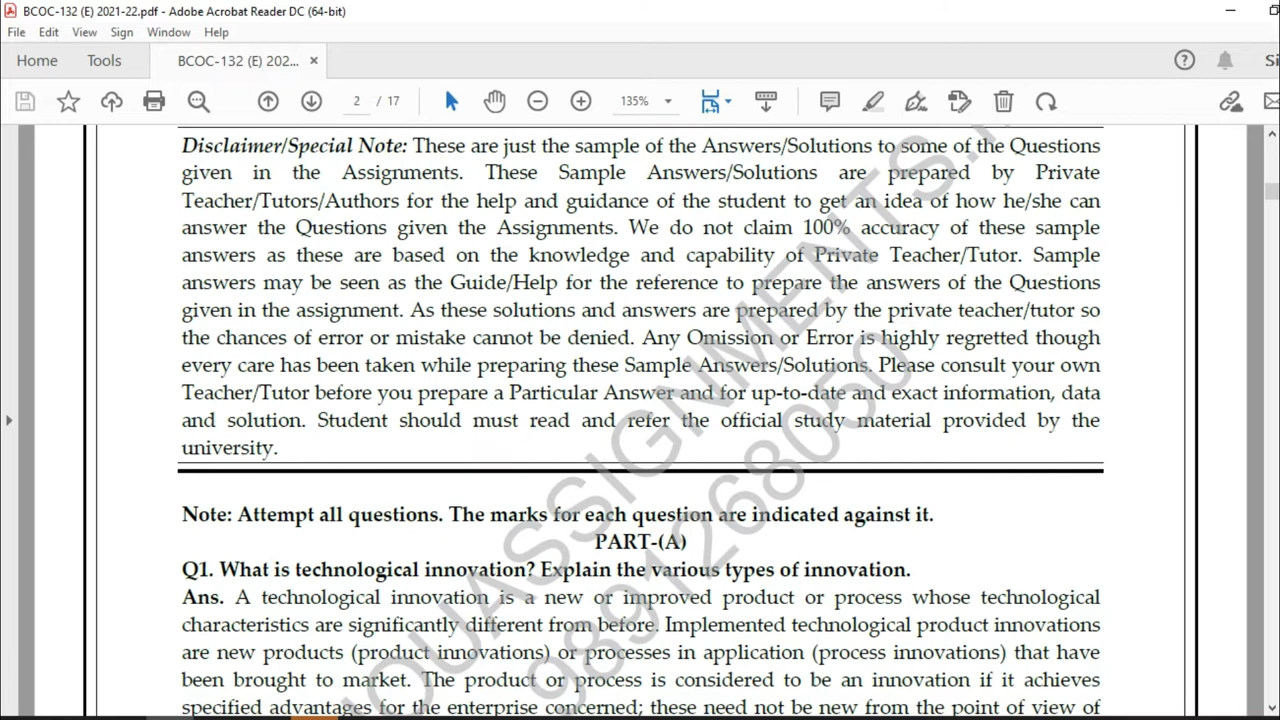 BCOC-132 (E) 2021-22.pdf - Adobe Acrobat Reader DC (64-bit)
File Edit View Sign Window Help
Home Tools BCOC-132 (E) 202... ×
2 / 17 135%
Disclaimer/Special Note: These are just the sample of the Answers/Solutions to some of the Questions
given in the Assignments. These Sample Answers/Solutions are prepared by Private
Teacher/Tutors/Authors for the help and guidance of the student to get an idea of how he/she can
answer the Questions given the Assignments. We do not claim 100% accuracy of these sample
answers as these are based on the knowledge and capability of Private Teacher/Tutor. Sample
answers may be seen as the Guide/Help for the reference to prepare the answers of the Questions
given in the assignment. As these solutions and answers are prepared by the private teacher/tutor so
the chances of error or mistake cannot be denied. Any Omission or Error is highly regretted though
every care has been taken while preparing these Sample Answers/Solutions. Please consult your own
Teacher/Tutor before you prepare a Particular Answer and for up-to-date and exact information, data
and solution. Student should must read and refer the official study material provided by the
university.
Note: Attempt all questions. The marks for each question are indicated against it.
PART-(A)
Q1. What is technological innovation? Explain the various types of innovation.
Ans. A technological innovation is a new or improved product or process whose technological
characteristics are significantly different from before. Implemented technological product innovations
are new products (product innovations) or processes in application (process innovations) that have
been brought to market. The product or process is considered to be an innovation if it achieves
specified advantages for the enterprise concerned; these need not be new from the point of view of
OUASSIGNMENTS.
9891268050